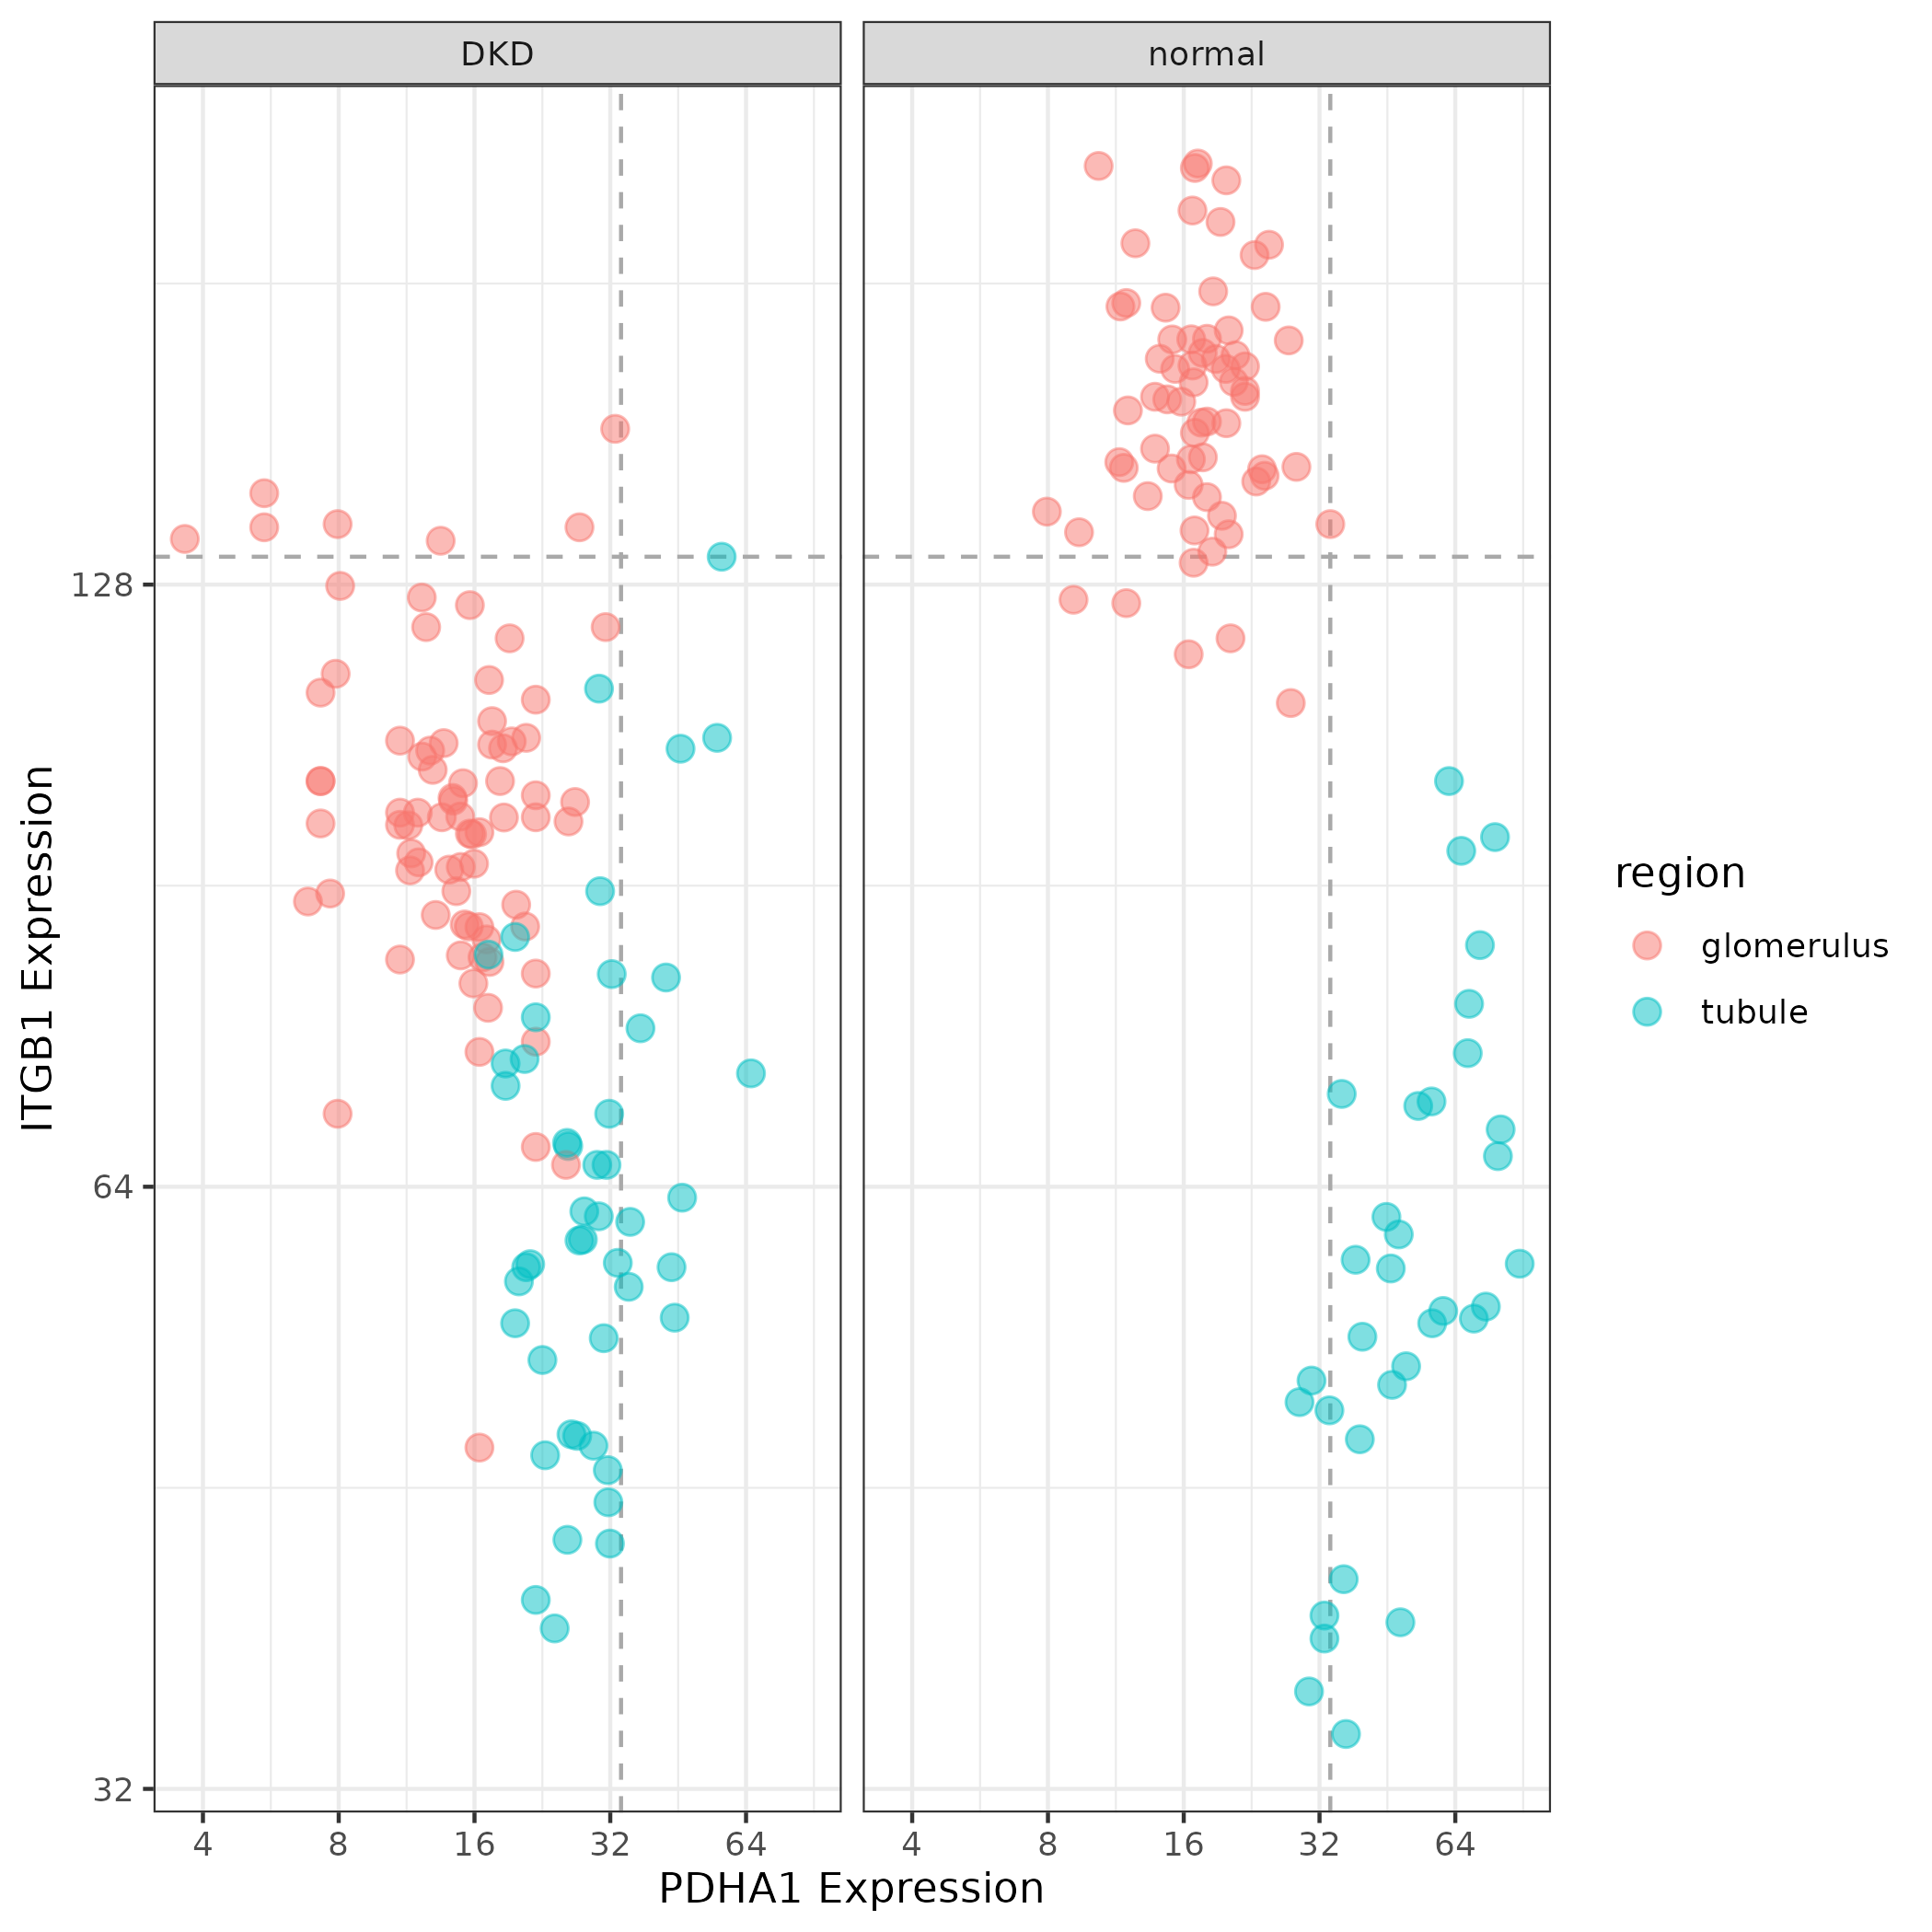 DKD
normal
128
64
32
ITGB1 Expression
4 8 16 32 64
4 8 16 32 64
PDHA1 Expression
region
glomerulus
tubule